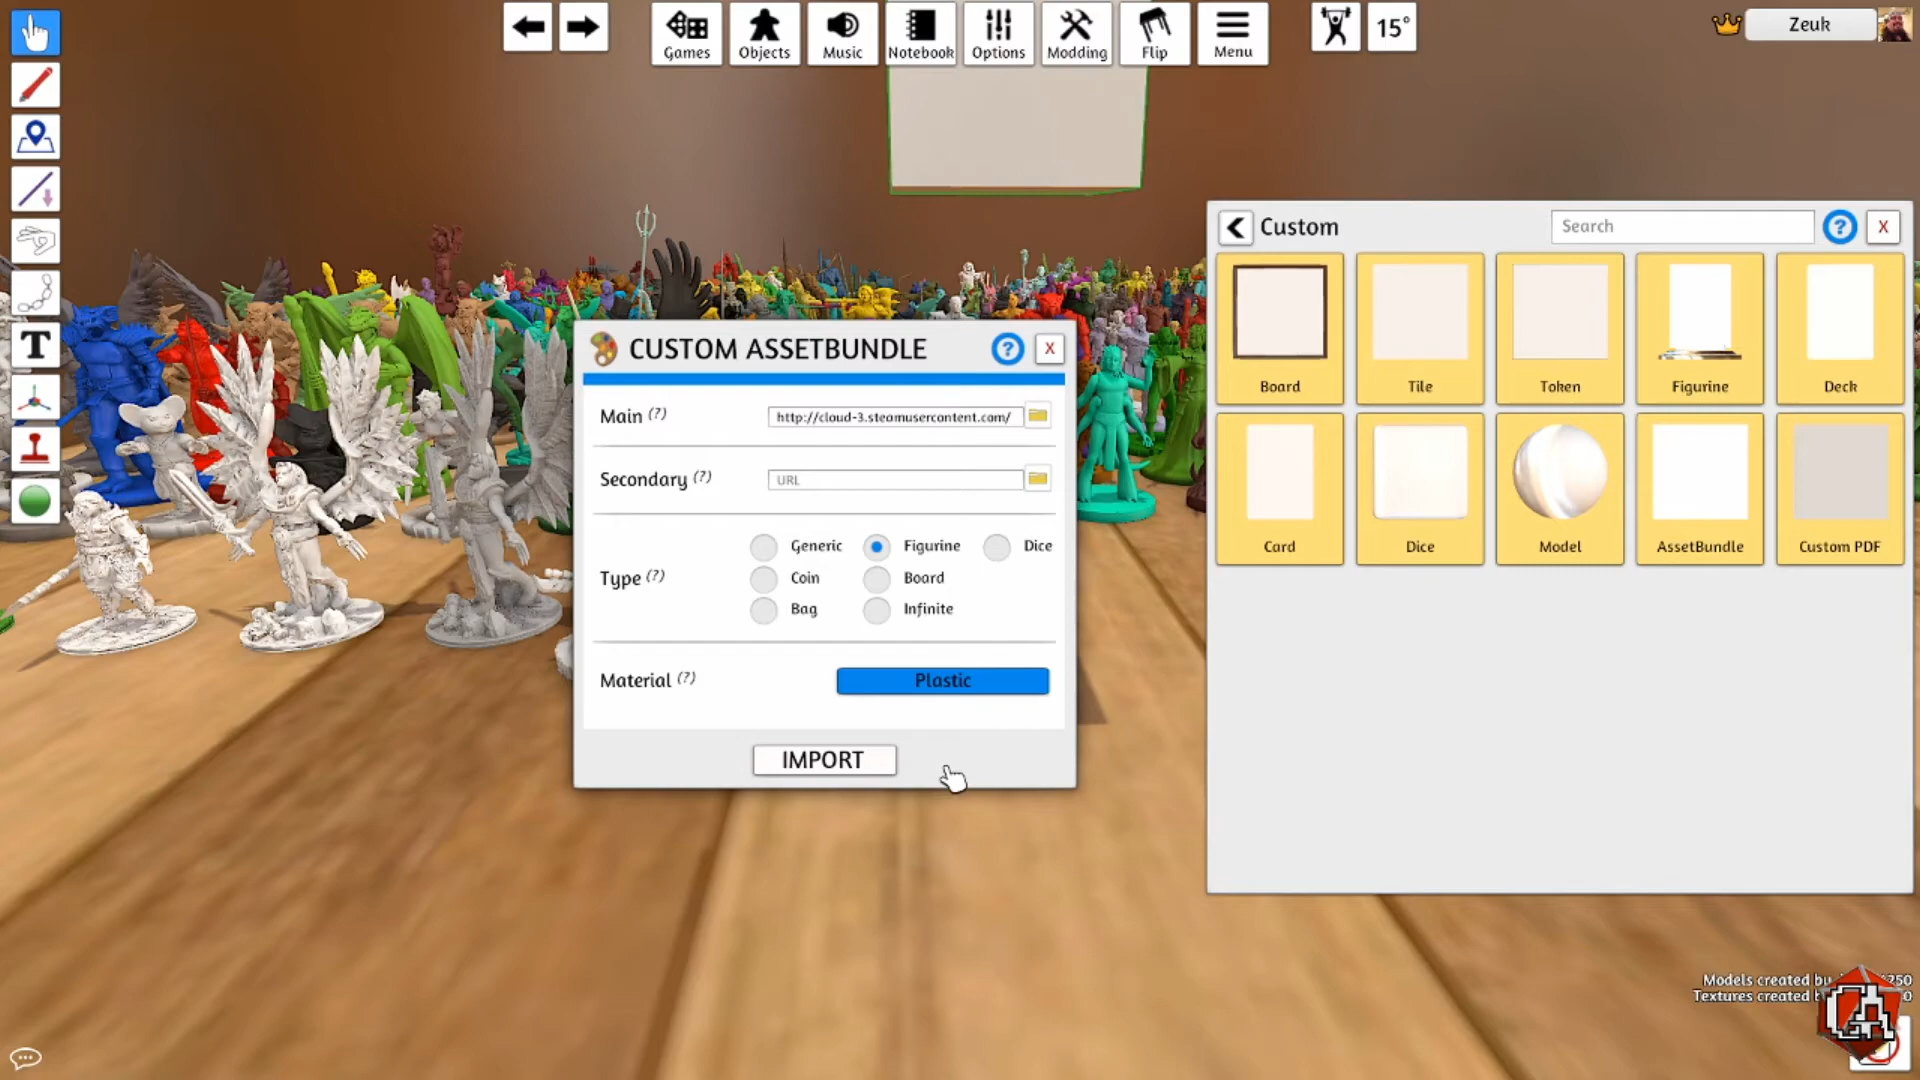 Games Objects Music Notebook Options Modding Flip Menu 15° Zeuk
T
Custom Search ? X
Board Tile Token Figurine Deck
Card Dice Model AssetBundle Custom PDF
CUSTOM ASSETBUNDLE ? X
Main (?) http://cloud-3.steamusercontent.com/
Secondary (?) URL
Generic Figurine Dice
Type (?) Coin Board
Bag Infinite
Material (?) Plastic
IMPORT
Models created by
Textures created